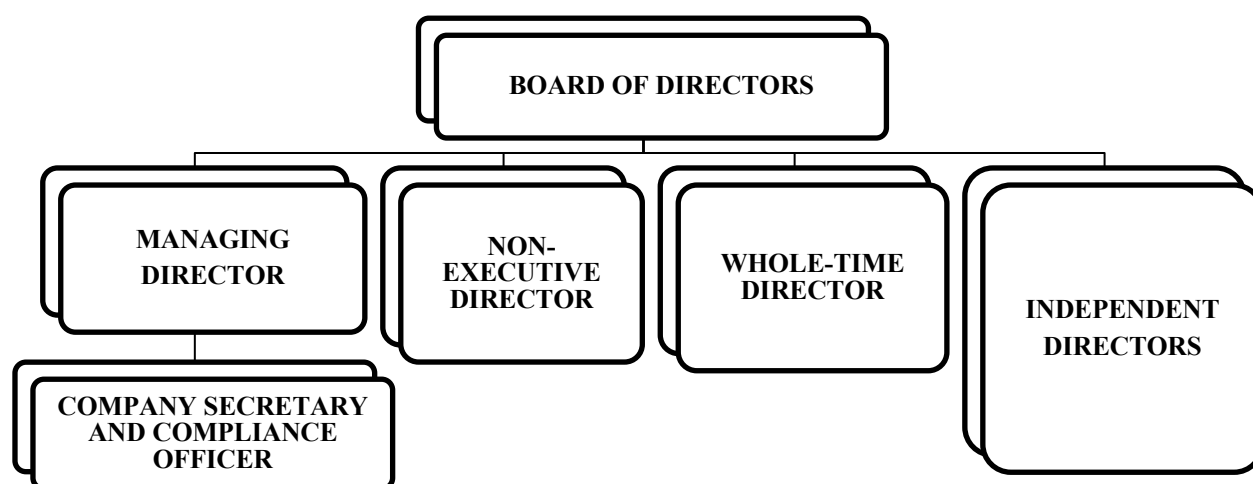 BOARD OF DIRECTORS
MANAGING
DIRECTOR
NON-
EXECUTIVE
DIRECTOR
WHOLE-TIME
DIRECTOR
INDEPENDENT
DIRECTORS
COMPANY SECRETARY
AND COMPLIANCE
OFFICER